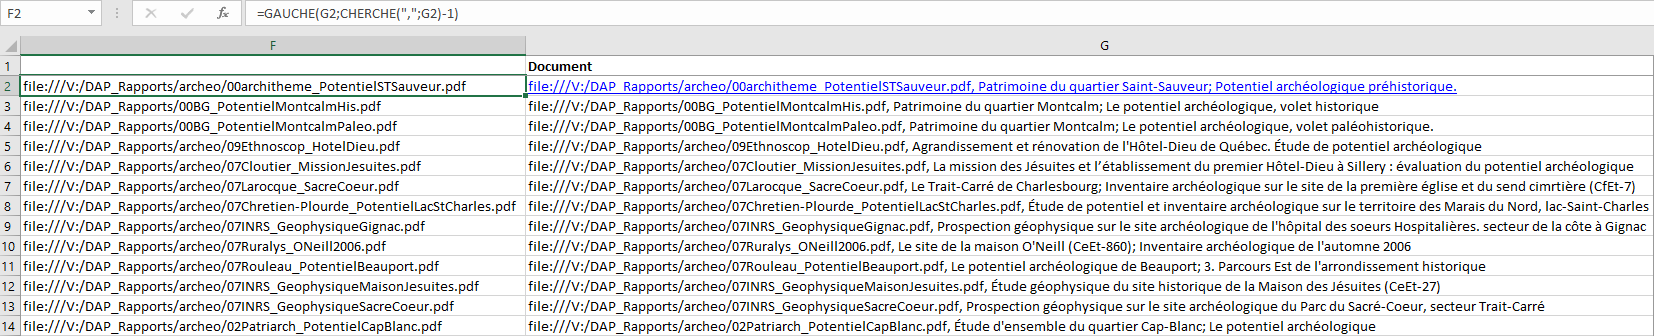 F2 fx =GAUCHE(G2;CHERCHE(",";G2)-1)
F G
1 Document
2 file:///V:/DAP_Rapports/archeo/00architheme_PotentielSTSauveur.pdf file:///V:/DAP_Rapports/archeo/00architheme_PotentielSTSauveur.pdf, Patrimoine du quartier Saint-Sauveur; Potentiel archéologique préhistorique.
3 file:///V:/DAP_Rapports/00BG_PotentielMontcalmHis.pdf file:///V:/DAP_Rapports/00BG_PotentielMontcalmHis.pdf, Patrimoine du quartier Montcalm; Le potentiel archéologique, volet historique
4 file:///V:/DAP_Rapports/00BG_PotentielMontcalmPaleo.pdf file:///V:/DAP_Rapports/00BG_PotentielMontcalmPaleo.pdf, Patrimoine du quartier Montcalm; Le potentiel archéologique, volet paléohistorique.
5 file:///V:/DAP_Rapports/archeo/09Ethnoscop_HotelDieu.pdf file:///V:/DAP_Rapports/archeo/09Ethnoscop_HotelDieu.pdf, Agrandissement et rénovation de l'Hôtel-Dieu de Québec. Étude de potentiel archéologique
6 file:///V:/DAP_Rapports/archeo/07Cloutier_MissionJesuites.pdf file:///V:/DAP_Rapports/archeo/07Cloutier_MissionJesuites.pdf, La mission des Jésuites et l’établissement du premier Hôtel-Dieu à Sillery : évaluation du potentiel archéologique
7 file:///V:/DAP_Rapports/archeo/07Larocque_SacreCoeur.pdf file:///V:/DAP_Rapports/archeo/07Larocque_SacreCoeur.pdf, Le Trait-Carré de Charlesbourg; Inventaire archéologique sur le site de la première église et du send cimrtière (CfEt-7)
8 file:///V:/DAP_Rapports/archeo/07Chretien-Plourde_PotentielLacStCharles.pdf file:///V:/DAP_Rapports/archeo/07Chretien-Plourde_PotentielLacStCharles.pdf, Étude de potentiel et inventaire archéologique sur le territoire des Marais du Nord, lac-Saint-Charles
9 file:///V:/DAP_Rapports/archeo/07INRS_GeophysiqueGignac.pdf file:///V:/DAP_Rapports/archeo/07INRS_GeophysiqueGignac.pdf, Prospection géophysique sur le site archéologique de l'hôpital des soeurs Hospitalières. secteur de la côte à Gignac
10 file:///V:/DAP_Rapports/archeo/07Ruralys_ONeill2006.pdf file:///V:/DAP_Rapports/archeo/07Ruralys_ONeill2006.pdf, Le site de la maison O'Neill (CeEt-860); Inventaire archéologique de l'automne 2006
11 file:///V:/DAP_Rapports/archeo/07Rouleau_PotentielBeauport.pdf file:///V:/DAP_Rapports/archeo/07Rouleau_PotentielBeauport.pdf, Le potentiel archéologique de Beauport; 3. Parcours Est de l'arrondissement historique
12 file:///V:/DAP_Rapports/archeo/07INRS_GeophysiqueMaisonJesuites.pdf file:///V:/DAP_Rapports/archeo/07INRS_GeophysiqueMaisonJesuites.pdf, Étude géophysique du site historique de la Maison des Jésuites (CeEt-27)
13 file:///V:/DAP_Rapports/archeo/07INRS_GeophysiqueSacreCoeur.pdf file:///V:/DAP_Rapports/archeo/07INRS_GeophysiqueSacreCoeur.pdf, Prospection géophysique sur le site archéologique du Parc du Sacré-Coeur, secteur Trait-Carré
14 file:///V:/DAP_Rapports/archeo/02Patriarch_PotentielCapBlanc.pdf file:///V:/DAP_Rapports/archeo/02Patriarch_PotentielCapBlanc.pdf, Étude d'ensemble du quartier Cap-Blanc; Le potentiel archéologique